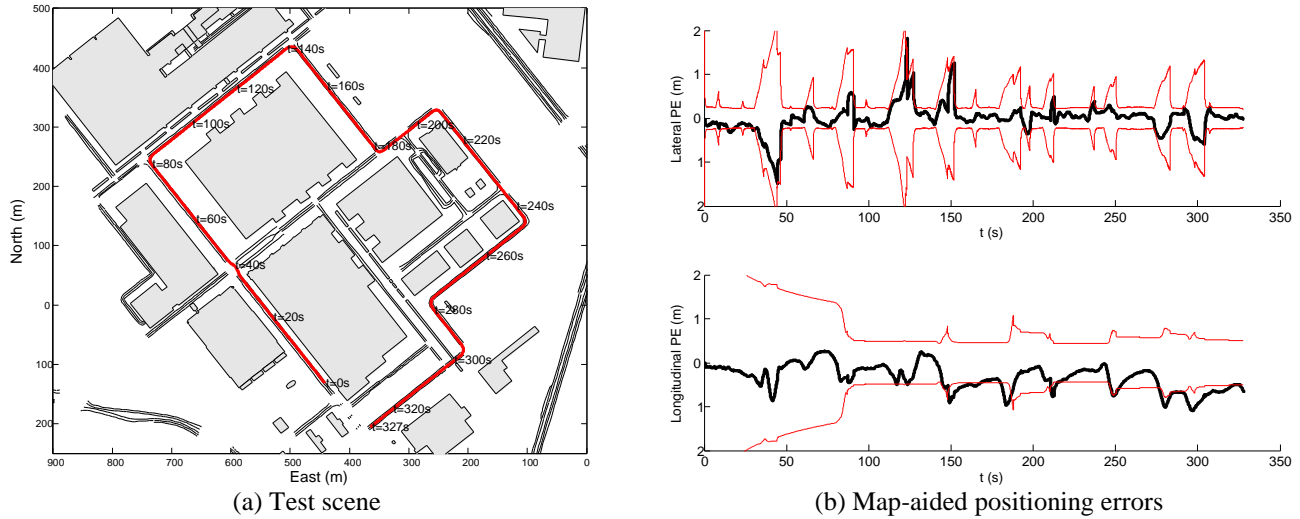 500
400
300
200
100
0
100
200
North (m)
900
800
700
600
500
400
300
200
100
0
East (m)
t=140s
t=160s
t=120s
t=100s
t=200s
t=220s
t=180s
t=80s
t=240s
t=60s
t=260s
t=40s
t=20s
t=280s
t=300s
t=0s
t=320s
t=327s
(a) Test scene
2
1
0
1
2
Lateral PE (m)
0
50
100
150
200
250
300
350
t (s)
2
1
0
1
2
Longitudinal PE (m)
0
50
100
150
200
250
300
350
t (s)
(b) Map-aided positioning errors